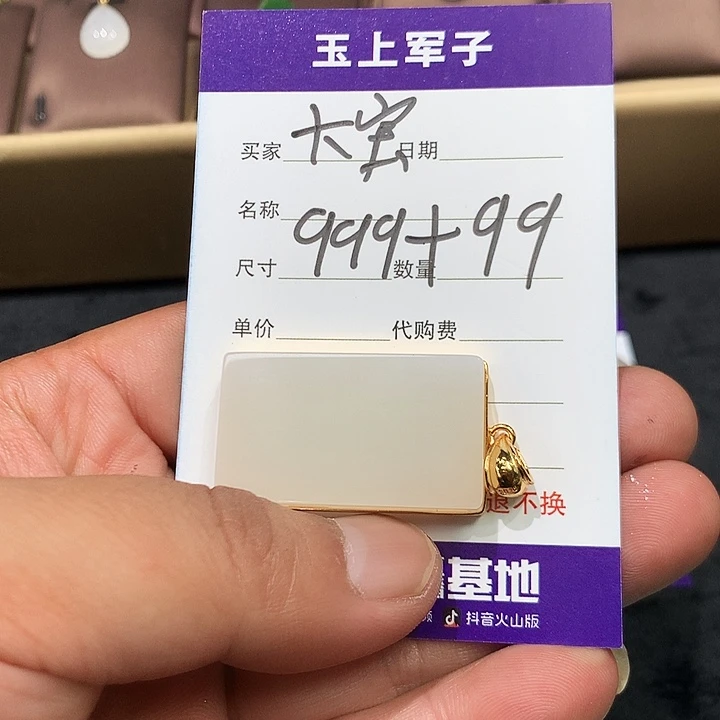 玉上军子
买家 大宝 日期
名称
999+99
尺寸 数量
单价 代购费
退不换
基地
抖音火山版